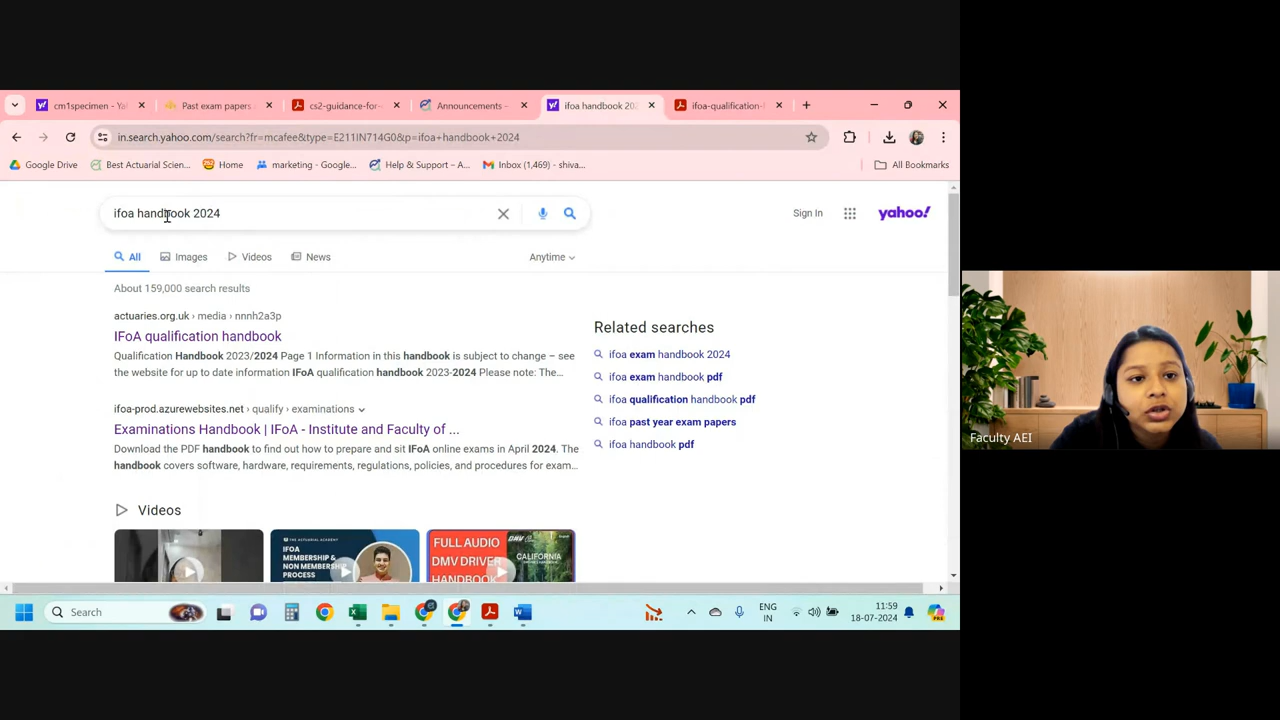 cm1specimen - Ya
Past exam papers
cs2-guidance-for-
Announcements -
ifoa handbook 202
ifoa-qualification-
in.search.yahoo.com/search?fr=mcafee&type=E211IN714G0&p=ifoa+handbook+2024
Google Drive
Best Actuarial Scien...
Home
marketing - Google...
Help & Support – A...
Inbox (1,469) - shiva...
All Bookmarks
ifoa handbook 2024
Sign In
yahoo!
All
Images
Videos
News
Anytime
About 159,000 search results
actuaries.org.uk › media › nnnh2a3p
IFoA qualification handbook
Qualification Handbook 2023/2024 Page 1 Information in this handbook is subject to change – see
the website for up to date information IFoA qualification handbook 2023-2024 Please note: The...
ifoa-prod.azurewebsites.net › qualify › examinations
Examinations Handbook | IFoA - Institute and Faculty of ...
Download the PDF handbook to find out how to prepare and sit IFoA online exams in April 2024. The
handbook covers software, hardware, requirements, regulations, policies, and procedures for exam...
Videos
THE ACTUARIAL ACADEMY
IFOA
MEMBERSHIP &
NON MEMBERSHIP
PROCESS
FULL AUDIO
DMV DRIVER
HANDBOOK
DMV
CALIFORNIA
Related searches
ifoa exam handbook 2024
ifoa exam handbook pdf
ifoa qualification handbook pdf
ifoa past year exam papers
ifoa handbook pdf
Faculty AEI
Search
ENG
IN
11:59
18-07-2024
PRE